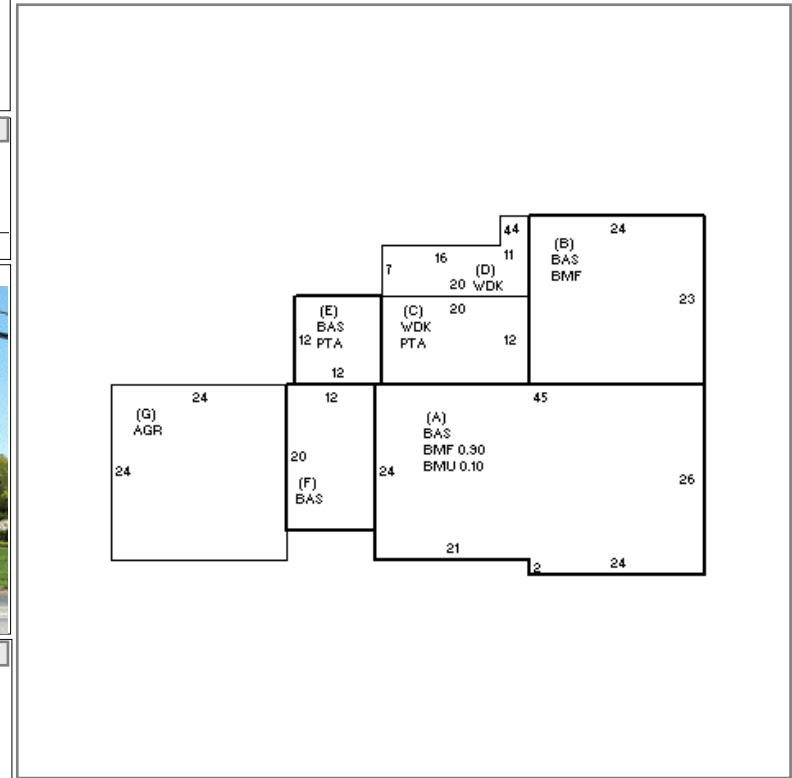 44
24
16
11
(B)
BAS
BMF
7
(D)
20 WDK
23
(E)
BAS
12 PTA
12
(C)
WDK
PTA
20
12
24
(G)
AGR
24
12
20
(F)
BAS
45
(A)
BAS
BMF 0.90
BMU 0.10
24
26
21
2
24